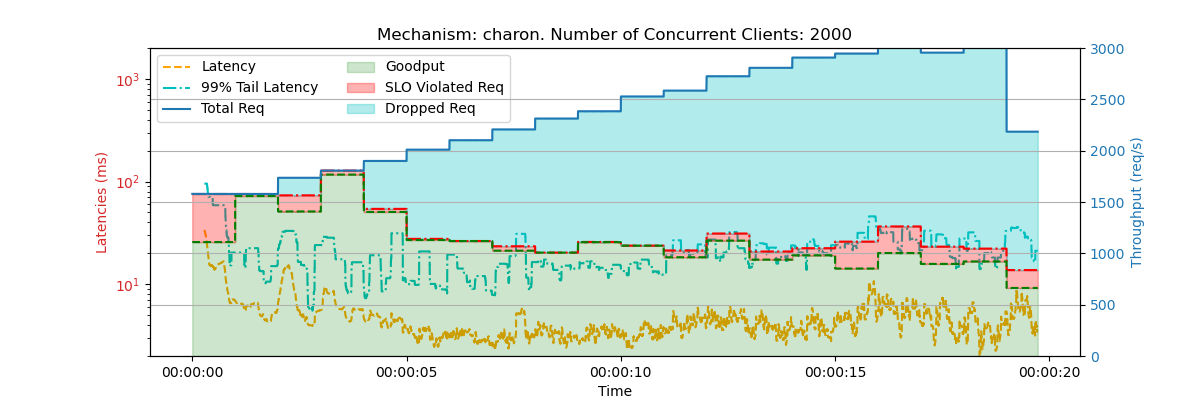 Mechanism: charon. Number of Concurrent Clients: 2000
Latency
99% Tail Latency
Total Req
Goodput
SLO Violated Req
Dropped Req
Latencies (ms)
10³
10²
10¹
Throughput (req/s)
3000
2500
2000
1500
1000
500
0
00:00:00
00:00:05
00:00:10
00:00:15
00:00:20
Time